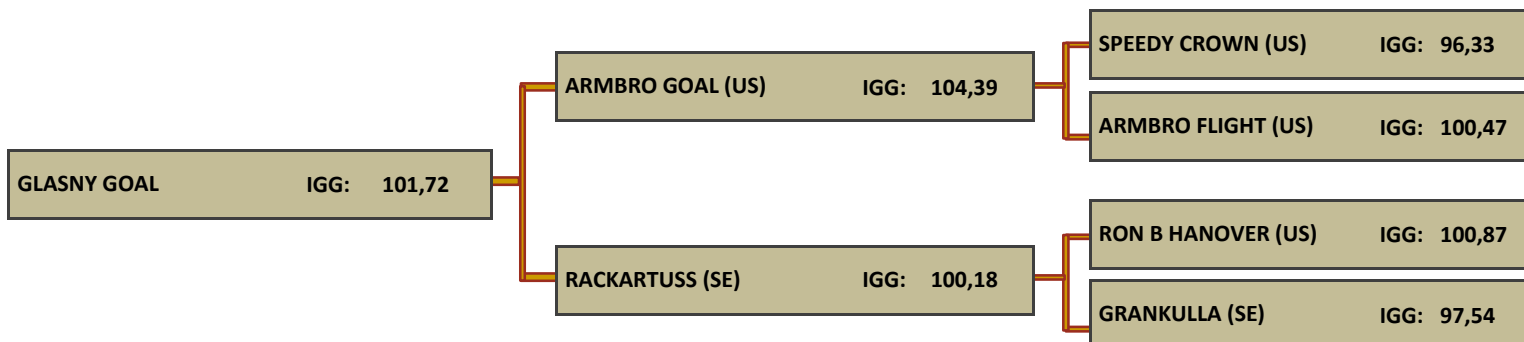 SPEEDY CROWN (US) IGG: 96,33
ARMBRO GOAL (US) IGG: 104,39
ARMBRO FLIGHT (US) IGG: 100,47
GLASNY GOAL IGG: 101,72
RON B HANOVER (US) IGG: 100,87
RACKARTUSS (SE) IGG: 100,18
GRANKULLA (SE) IGG: 97,54